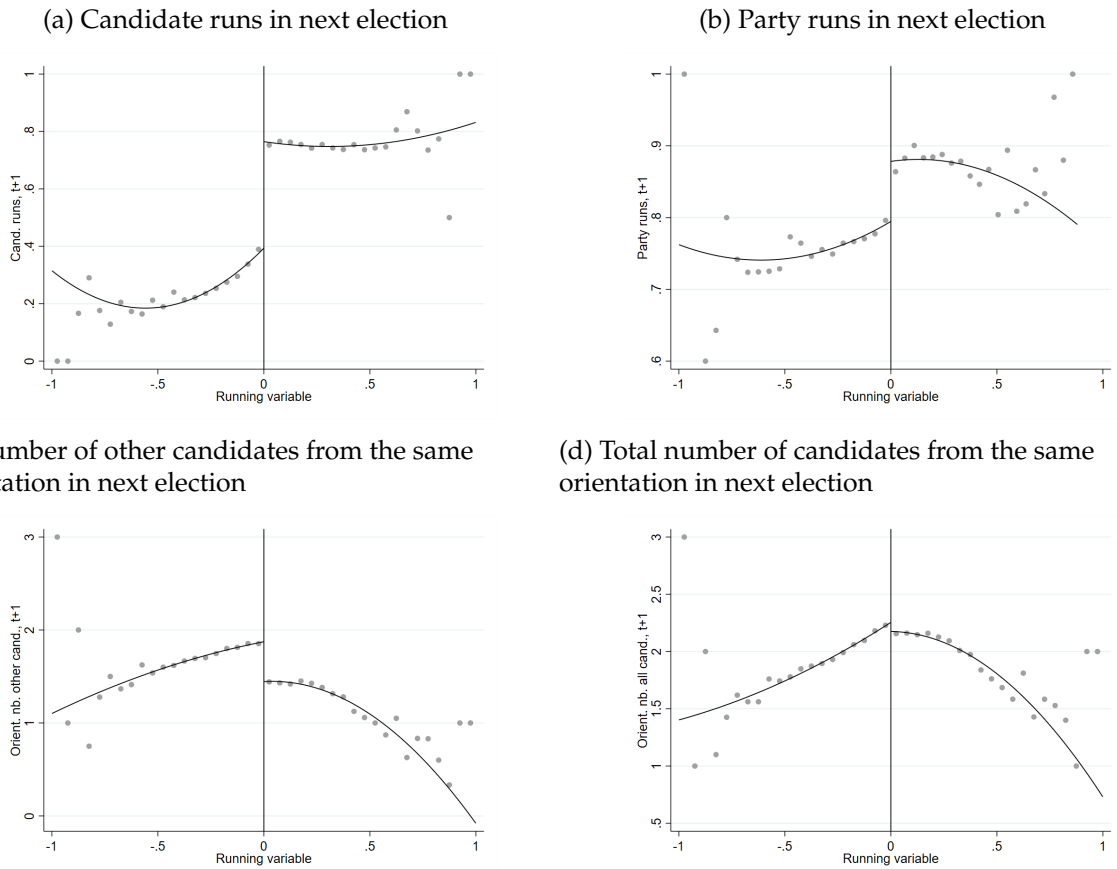 (a) Candidate runs in next election
Cand. runs, t+1
1
.8
.6
.4
.2
0
-1
-.5
0
.5
1
Running variable
(b) Party runs in next election
Party runs, t+1
1
.9
.8
.7
.6
-1
-.5
0
.5
1
Running variable
umber of other candidates from the same
tation in next election
Orient. nb. other cand., t+1
3
2
1
0
-1
-.5
0
.5
1
Running variable
(d) Total number of candidates from the same
orientation in next election
Orient. nb. all cand., t+1
3
2.5
2
1.5
1
.5
-1
-.5
0
.5
1
Running variable